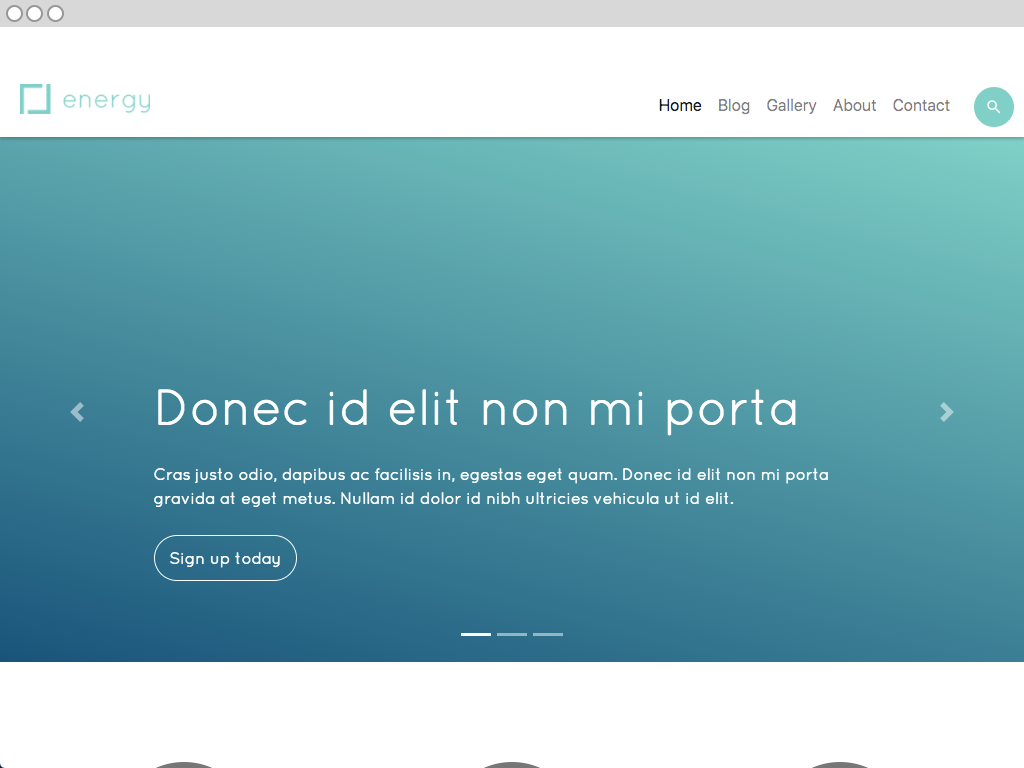 energy
Home Blog Gallery About Contact
Donec id elit non mi porta
Cras justo odio, dapibus ac facilisis in, egestas eget quam. Donec id elit non mi porta
gravida at eget metus. Nullam id dolor id nibh ultricies vehicula ut id elit.
Sign up today